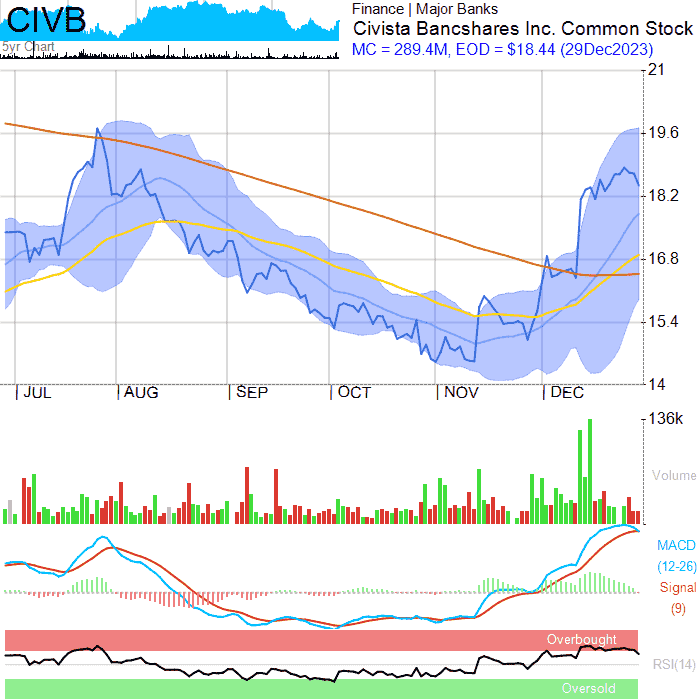 CIVB
5yr Chart
Finance | Major Banks
Civista Bancshares Inc. Common Stock
MC = 289.4M, EOD = $18.44 (29Dec2023)
21
19.6
18.2
16.8
15.4
14
JUL AUG SEP OCT NOV DEC
136k
Volume
MACD
(12-26)
Signal
(9)
Overbought
RSI(14)
Oversold